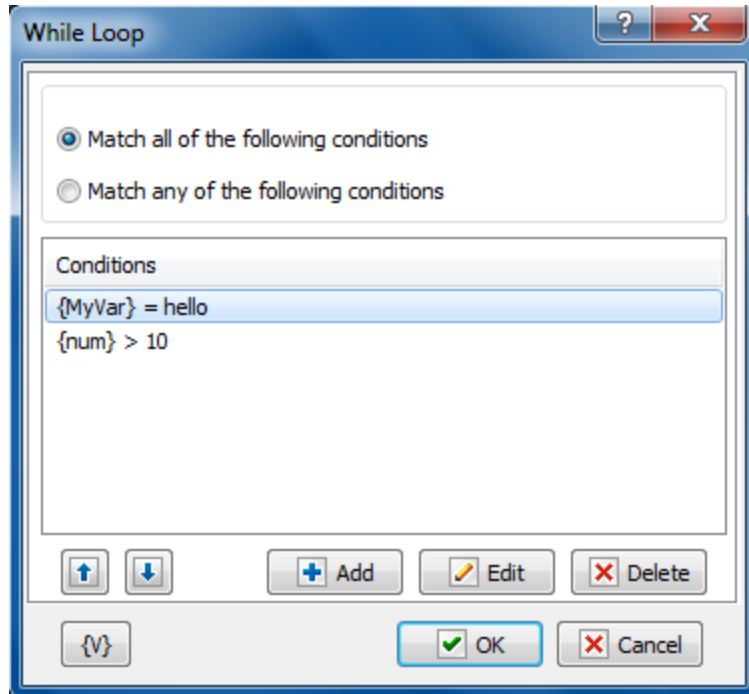 While Loop
?
Match all of the following conditions
Match any of the following conditions
Conditions
{MyVar} = hello
{num} > 10
Add Edit Delete
{V} OK Cancel